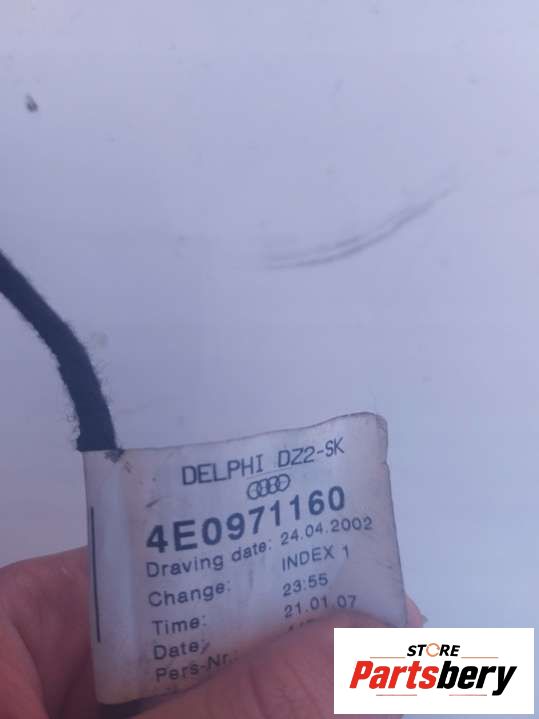 DELPHI DZ2-SK
4E0971160
Draving date: 24.04.2002
Change: INDEX 1
Time: 23:55
Date: 21.01.07
Pers-Nr.:
STORE
Partsbery